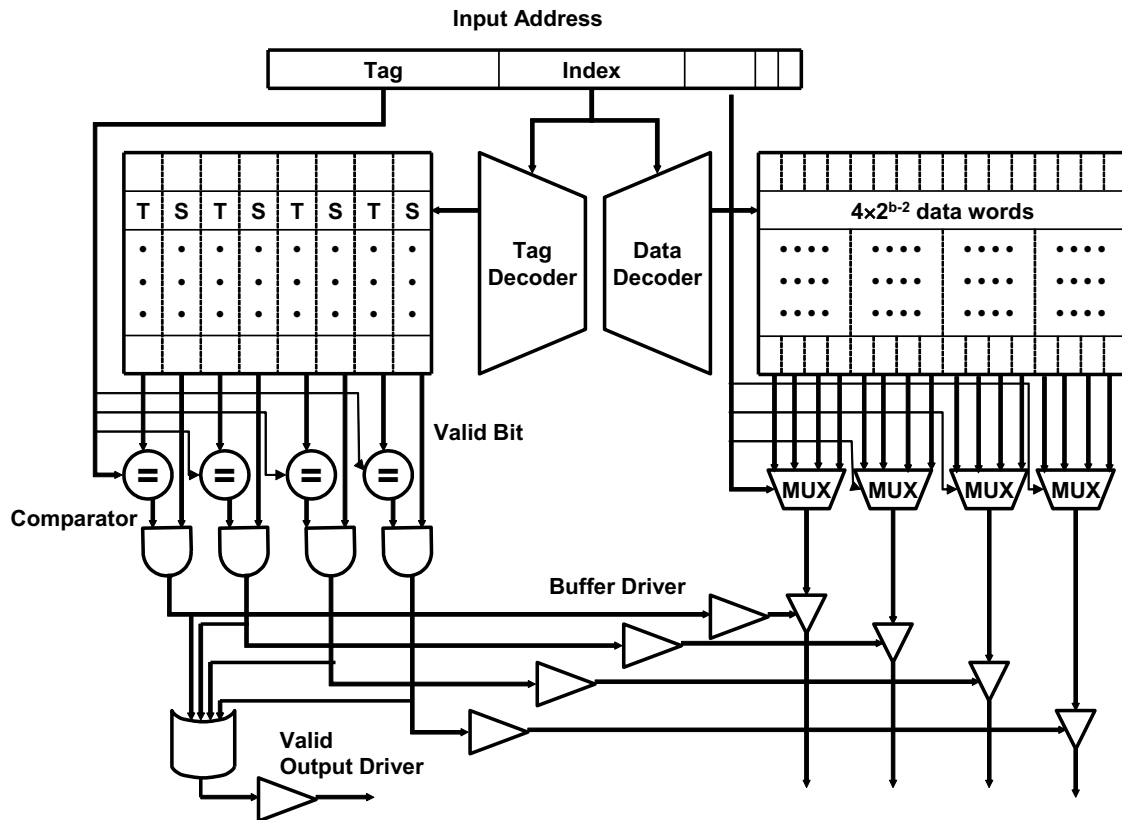 Input Address
Tag Index
T S T S T S T S
Tag
Decoder
Data
Decoder
4×2ᵇ⁻² data words
Valid Bit
= = = =
MUX MUX MUX MUX
Comparator
Buffer Driver
Valid
Output Driver